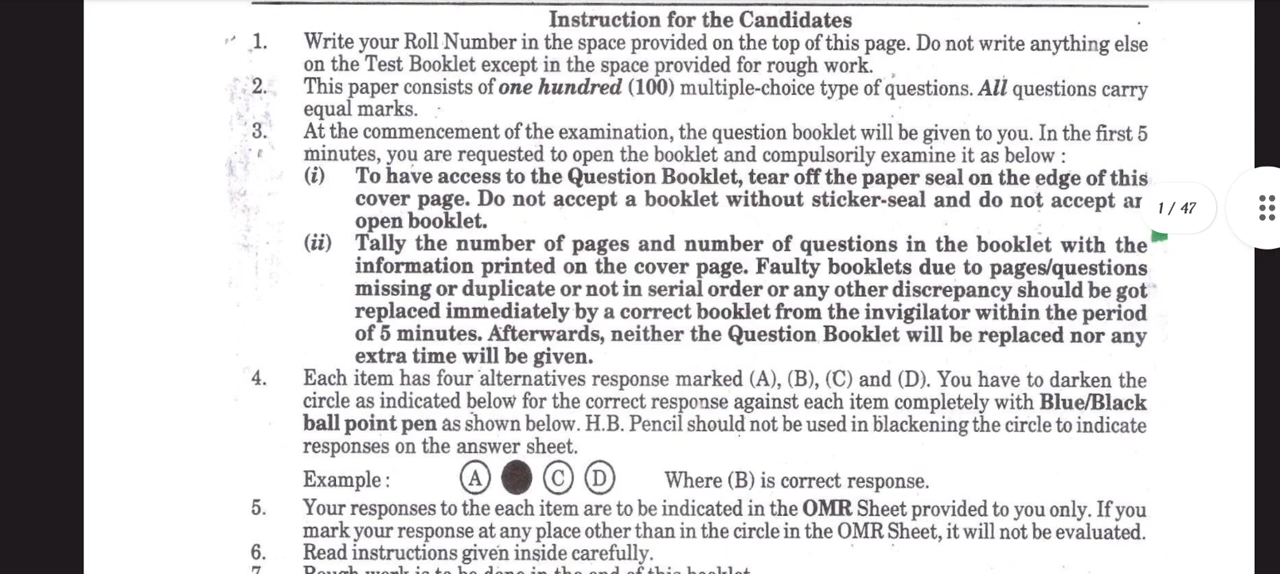 Instruction for the Candidates
1. Write your Roll Number in the space provided on the top of this page. Do not write anything else
on the Test Booklet except in the space provided for rough work.
2. This paper consists of one hundred (100) multiple-choice type of questions. All questions carry
equal marks.
3. At the commencement of the examination, the question booklet will be given to you. In the first 5
minutes, you are requested to open the booklet and compulsorily examine it as below :
(i) To have access to the Question Booklet, tear off the paper seal on the edge of this
cover page. Do not accept a booklet without sticker-seal and do not accept
open booklet.
1 / 47
(ii) Tally the number of pages and number of questions in the booklet with the
information printed on the cover page. Faulty booklets due to pages/questions
missing or duplicate or not in serial order or any other discrepancy should be got
replaced immediately by a correct booklet from the invigilator within the period
of 5 minutes. Afterwards, neither the Question Booklet will be replaced nor any
extra time will be given.
4. Each item has four alternatives response marked (A), (B), (C) and (D). You have to darken the
circle as indicated below for the correct response against each item completely with Blue/Black
ball point pen as shown below. H.B. Pencil should not be used in blackening the circle to indicate
responses on the answer sheet.
Example : A C D Where (B) is correct response.
5. Your responses to the each item are to be indicated in the OMR Sheet provided to you only. If you
mark your response at any place other than in the circle in the OMR Sheet, it will not be evaluated.
6. Read instructions given inside carefully.
7. Rough work is to be done in the end of this booklet